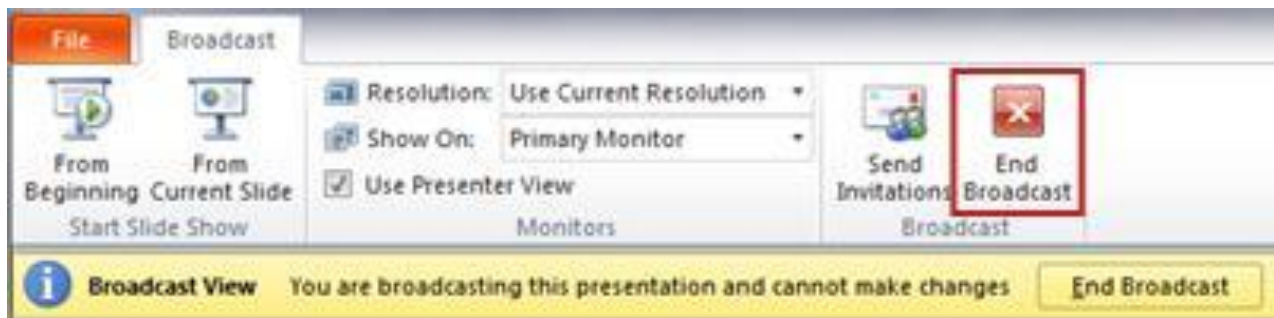 File Broadcast
Resolution: Use Current Resolution
Show On: Primary Monitor
Use Presenter View
From Beginning
From Current Slide
Send Invitations
End Broadcast
Start Slide Show Monitors Broadcast
Broadcast View You are broadcasting this presentation and cannot make changes End Broadcast